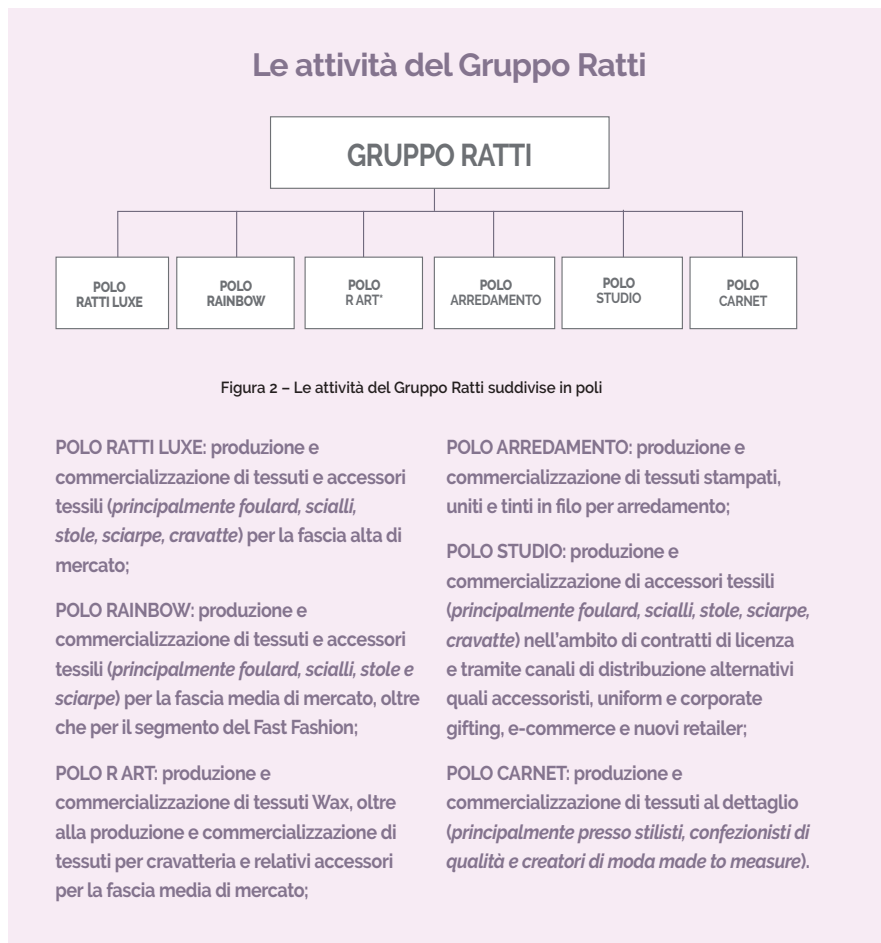 Le attività del Gruppo Ratti
GRUPPO RATTI
POLO
RATTI LUXE
POLO
RAINBOW
POLO
R ART*
POLO
ARREDAMENTO
POLO
STUDIO
POLO
CARNET
Figura 2 – Le attività del Gruppo Ratti suddivise in poli
POLO RATTI LUXE: produzione e
commercializzazione di tessuti e accessori
tessili (principalmente foulard, scialli,
stole, sciarpe, cravatte) per la fascia alta di
mercato;
POLO RAINBOW: produzione e
commercializzazione di tessuti e accessori
tessili (principalmente foulard, scialli, stole e
sciarpe) per la fascia media di mercato, oltre
che per il segmento del Fast Fashion;
POLO R ART: produzione e
commercializzazione di tessuti Wax, oltre
alla produzione e commercializzazione di
tessuti per cravatteria e relativi accessori
per la fascia media di mercato;
POLO ARREDAMENTO: produzione e
commercializzazione di tessuti stampati,
uniti e tinti in filo per arredamento;
POLO STUDIO: produzione e
commercializzazione di accessori tessili
(principalmente foulard, scialli, stole, sciarpe,
cravatte) nell'ambito di contratti di licenza
e tramite canali di distribuzione alternativi
quali accessoristi, uniform e corporate
gifting, e-commerce e nuovi retailer;
POLO CARNET: produzione e
commercializzazione di tessuti al dettaglio
(principalmente presso stilisti, confezionisti di
qualità e creatori di moda made to measure).